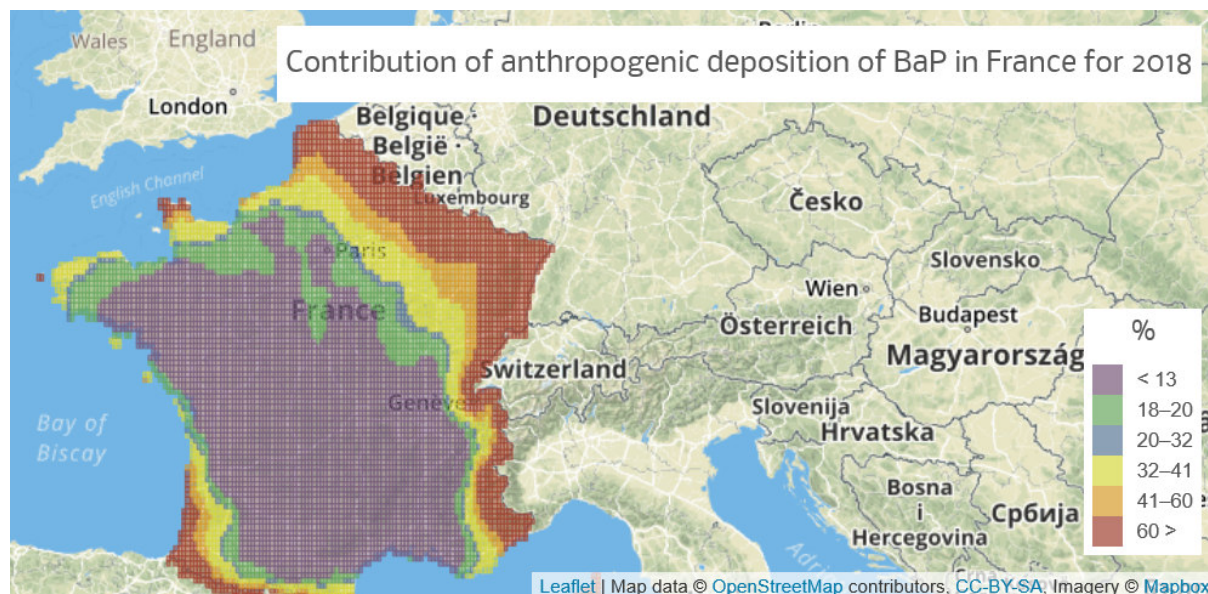 Contribution of anthropogenic deposition of BaP in France for 2018
Wales
England
London
English Channel
Belgique ·
België ·
Belgien
Luxembourg
Deutschland
Česko
Paris
France
Slovensko
Wien
Budapest
Österreich
Magyarország
Switzerland
Genève
Slovenija
Hrvatska
Bay of
Biscay
Bosna
i
Hercegovina
Србија
%
< 13
18–20
20–32
32–41
41–60
60 >
Leaflet | Map data © OpenStreetMap contributors, CC-BY-SA, Imagery © Mapbox